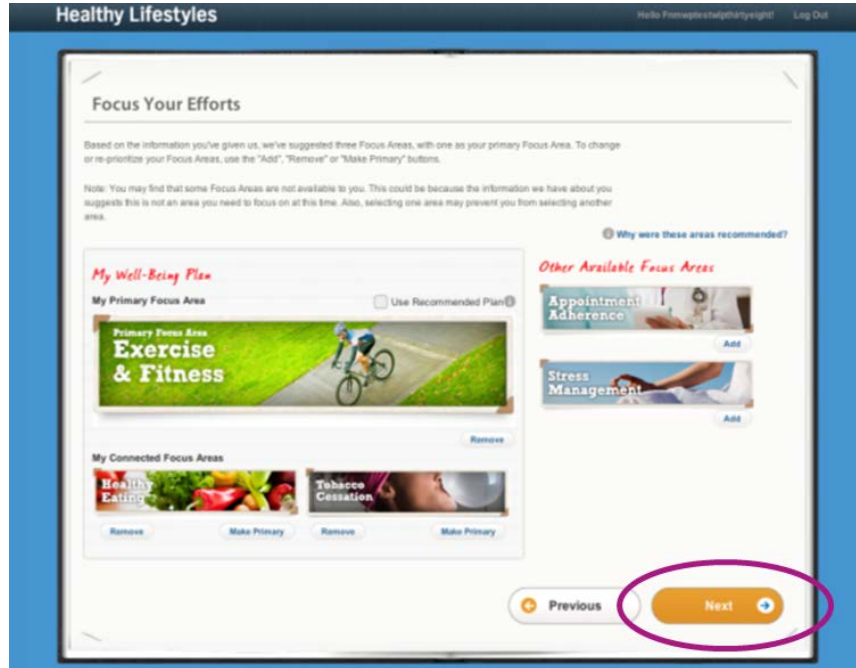 Healthy Lifestyles
Hello Fnmwptestwipthirtyeight! Log Out
Focus Your Efforts
Based on the information you've given us, we've suggested three Focus Areas, with one as your primary Focus Area. To change
or re-prioritize your Focus Areas, use the "Add", "Remove" or "Make Primary" buttons.
Note: You may find that some Focus Areas are not available to you. This could be because the information we have about you
suggests this is not an area you need to focus on at this time. Also, selecting one area may prevent you from selecting another
area.
Why were these areas recommended?
My Well-Being Plan
My Primary Focus Area
Use Recommended Plan
Primary Focus Area
Exercise
& Fitness
Remove
My Connected Focus Areas
Healthy
Eating
Remove Make Primary
Tobacco
Cessation
Remove Make Primary
Other Available Focus Areas
Appointment
Adherence
Add
Stress
Management
Add
Previous
Next